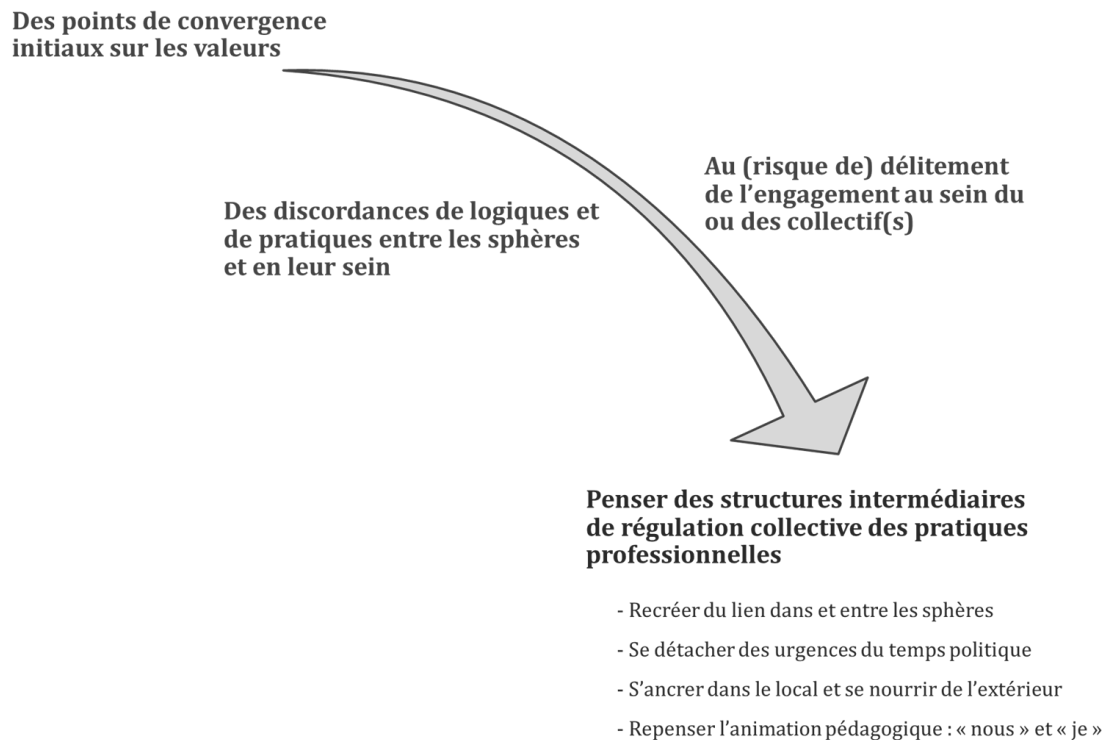 Des points de convergence
initiaux sur les valeurs
Des discordances de logiques et
de pratiques entre les sphères
et en leur sein
Au (risque de) délitement
de l’engagement au sein du
ou des collectif(s)
Penser des structures intermédiaires
de régulation collective des pratiques
professionnelles
- Recréer du lien dans et entre les sphères
- Se détacher des urgences du temps politique
- S’ancrer dans le local et se nourrir de l’extérieur
- Repenser l’animation pédagogique : « nous » et « je »